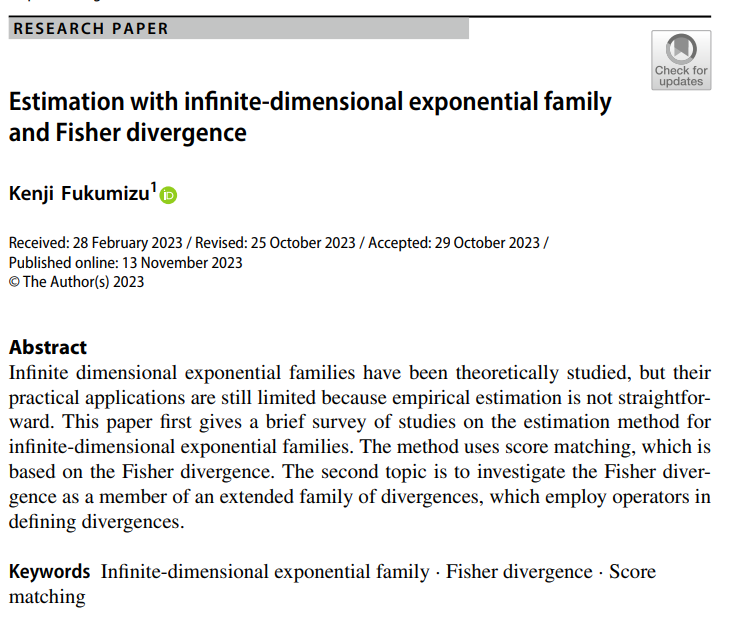 RESEARCH PAPER
Check for
updates
Estimation with infinite-dimensional exponential family
and Fisher divergence
Kenji Fukumizu1 iD
Received: 28 February 2023 / Revised: 25 October 2023 / Accepted: 29 October 2023 /
Published online: 13 November 2023
© The Author(s) 2023
Abstract
Infinite dimensional exponential families have been theoretically studied, but their
practical applications are still limited because empirical estimation is not straightfor-
ward. This paper first gives a brief survey of studies on the estimation method for
infinite-dimensional exponential families. The method uses score matching, which is
based on the Fisher divergence. The second topic is to investigate the Fisher diver-
gence as a member of an extended family of divergences, which employ operators in
defining divergences.
Keywords Infinite-dimensional exponential family · Fisher divergence · Score
matching